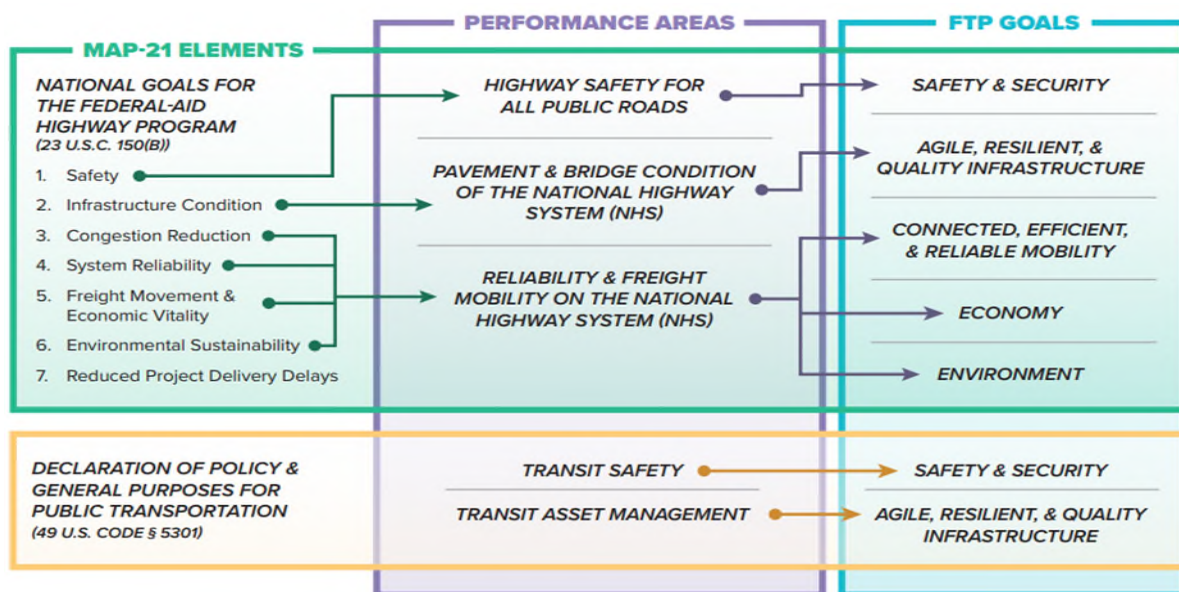 PERFORMANCE AREAS
FTP GOALS
MAP-21 ELEMENTS
NATIONAL GOALS FOR
THE FEDERAL-AID
HIGHWAY PROGRAM
(23 U.S.C. 150(B))
1. Safety
2. Infrastructure Condition
3. Congestion Reduction
4. System Reliability
5. Freight Movement &
Economic Vitality
6. Environmental Sustainability
7. Reduced Project Delivery Delays
HIGHWAY SAFETY FOR
ALL PUBLIC ROADS
PAVEMENT & BRIDGE CONDITION
OF THE NATIONAL HIGHWAY
SYSTEM (NHS)
RELIABILITY & FREIGHT
MOBILITY ON THE NATIONAL
HIGHWAY SYSTEM (NHS)
SAFETY & SECURITY
AGILE, RESILIENT, &
QUALITY INFRASTRUCTURE
CONNECTED, EFFICIENT,
& RELIABLE MOBILITY
ECONOMY
ENVIRONMENT
DECLARATION OF POLICY &
GENERAL PURPOSES FOR
PUBLIC TRANSPORTATION
(49 U.S. CODE § 5301)
TRANSIT SAFETY
TRANSIT ASSET MANAGEMENT
SAFETY & SECURITY
AGILE, RESILIENT, & QUALITY
INFRASTRUCTURE